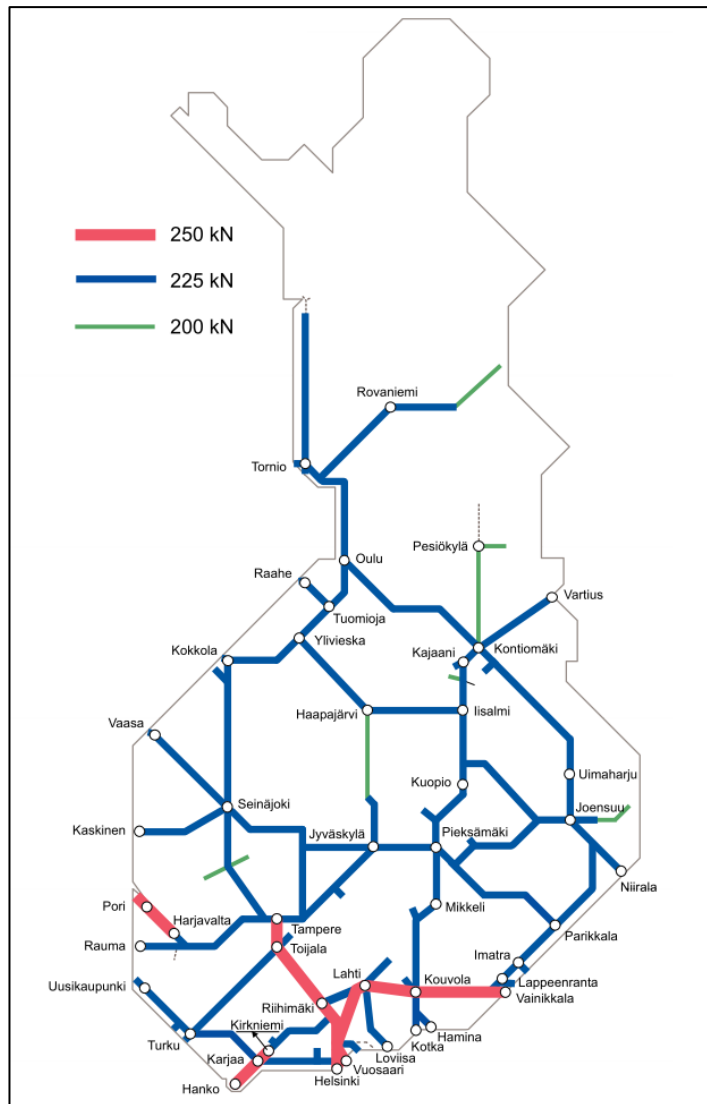 250 kN
225 kN
200 kN
Rovaniemi
Tornio
Pesiökylä
Oulu
Raahe
Vartius
Tuomioja
Ylivieska
Kontiomäki
Kokkola
Kajaani
Haapajärvi
Iisalmi
Vaasa
Uimaharju
Kuopio
Seinäjoki
Joensuu
Kaskinen
Jyväskylä
Pieksämäki
Niirala
Pori
Mikkeli
Harjavalta
Tampere
Parikkala
Rauma
Toijala
Imatra
Lahti
Kouvola
Lappeenranta
Uusikaupunki
Vainikkala
Riihimäki
Kirkniemi
Hamina
Turku
Kotka
Karjaa
Loviisa
Vuosaari
Helsinki
Hanko